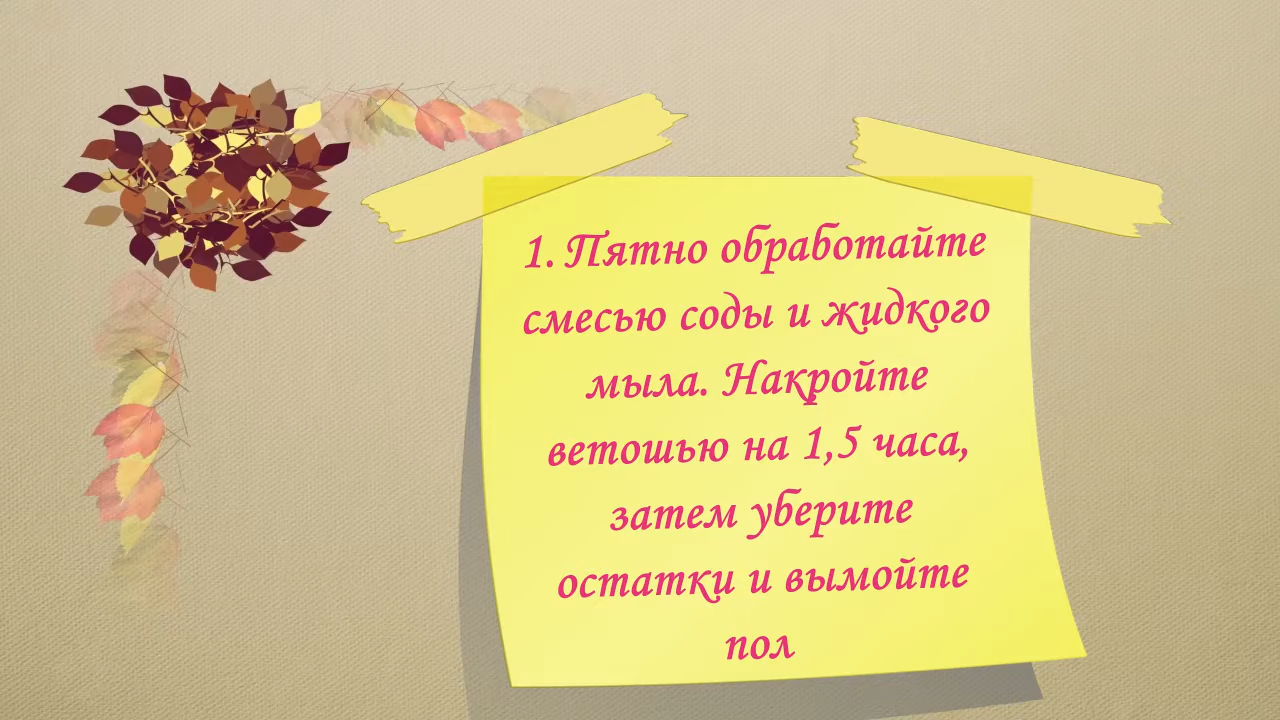 1. Пятно обработайте
смесью соды и жидкого
мыла. Накройте
ветошью на 1,5 часа,
затем уберите
остатки и вымойте
пол